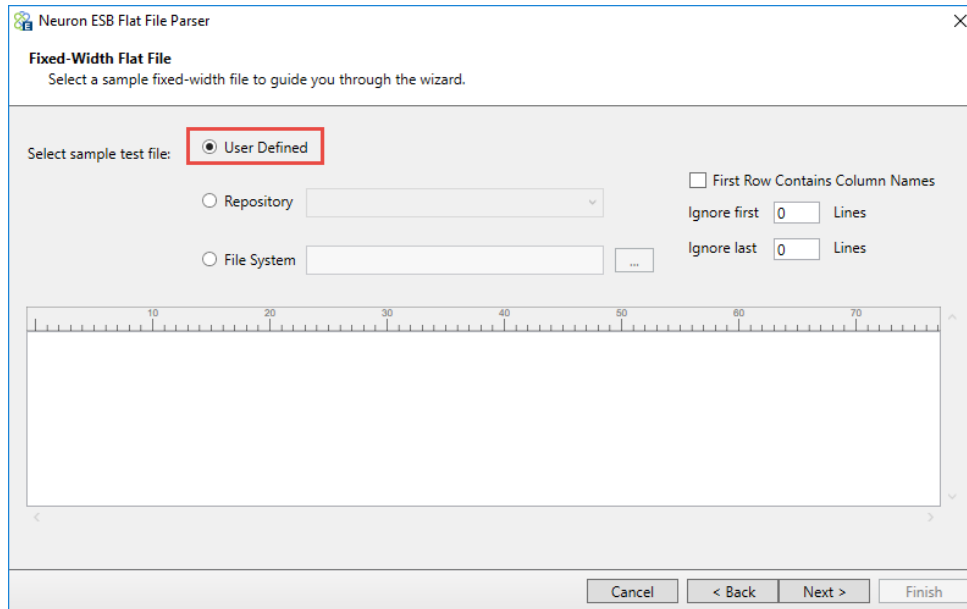 Neuron ESB Flat File Parser
Fixed-Width Flat File
Select a sample fixed-width file to guide you through the wizard.
Select sample test file:
User Defined
Repository
File System
...
First Row Contains Column Names
Ignore first 0 Lines
Ignore last 0 Lines
10 20 30 40 50 60 70
Cancel < Back Next > Finish